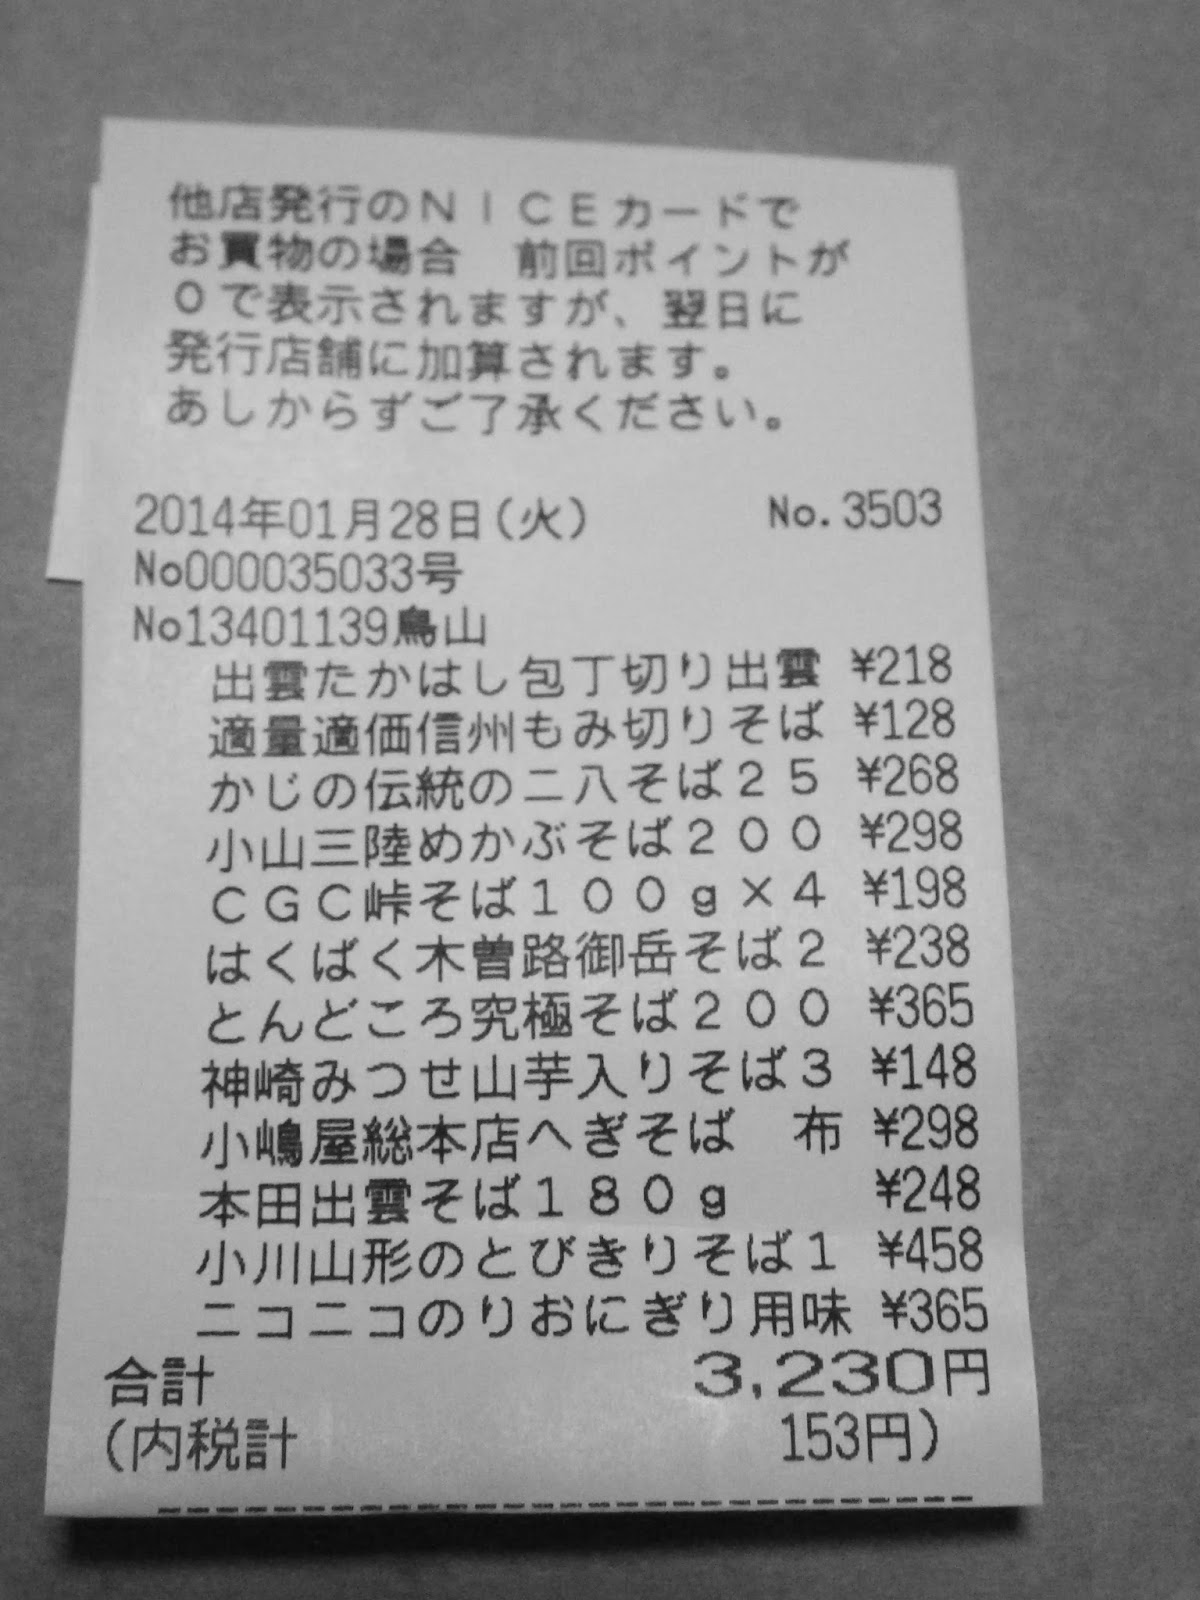 他店発行のNICEカードで
お買物の場合　前回ポイントが
０で表示されますが、翌日に
発行店舗に加算されます。
あしからずご了承ください。
2014年01月28日(火) No.3503
No000035033号
No13401139鳥山
出雲たかはし包丁切り出雲 ¥218
適量適価信州もみ切りそば ¥128
かじの伝統の二八そば２５ ¥268
小山三陸めかぶそば２００ ¥298
ＣＧＣ峠そば１００ｇ×４ ¥198
はくばく木曽路御岳そば２ ¥238
とんどころ究極そば２００ ¥365
神崎みつせ山芋入りそば３ ¥148
小嶋屋総本店へぎそば　布 ¥298
本田出雲そば１８０ｇ ¥248
小川山形のとびきりそば１ ¥458
ニコニコのりおにぎり用味 ¥365
合計 3,230円
(内税計 153円)